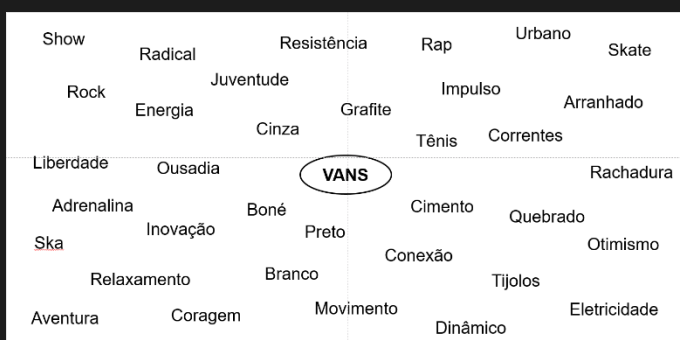 Show
Radical
Resistência
Rap
Urbano
Skate
Rock
Juventude
Impulso
Energia
Grafite
Arranhado
Cinza
Tênis
Correntes
Liberdade
Ousadia
VANS
Rachadura
Adrenalina
Boné
Cimento
Quebrado
Ska
Inovação
Preto
Otimismo
Conexão
Relaxamento
Branco
Tijolos
Aventura
Coragem
Movimento
Eletricidade
Dinâmico